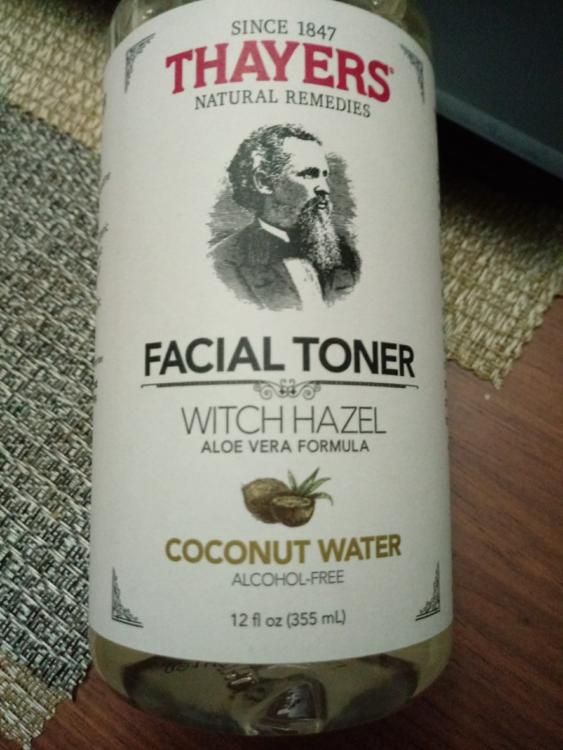 SINCE 1847
THAYERS®
NATURAL REMEDIES
FACIAL TONER
WITCH HAZEL
ALOE VERA FORMULA
COCONUT WATER
ALCOHOL-FREE
12 fl oz (355 mL)